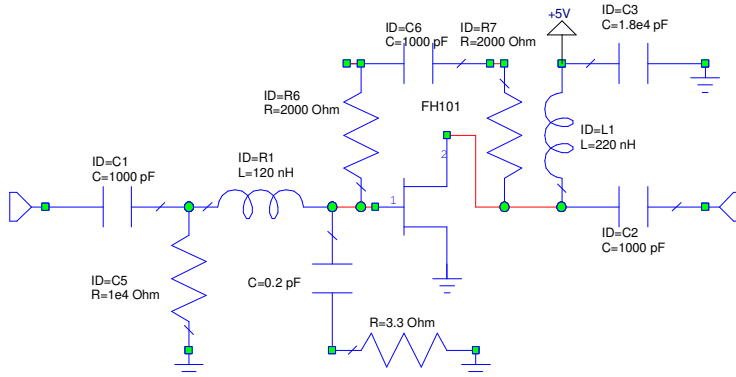 ID=C6
C=1000 pF
ID=R7
R=2000 Ohm
+5V
ID=C3
C=1.8e4 pF
ID=R6
R=2000 Ohm
FH101
ID=L1
L=220 nH
2
ID=C1
C=1000 pF
ID=R1
L=120 nH
1
ID=C2
C=1000 pF
ID=C5
R=1e4 Ohm
C=0.2 pF
R=3.3 Ohm